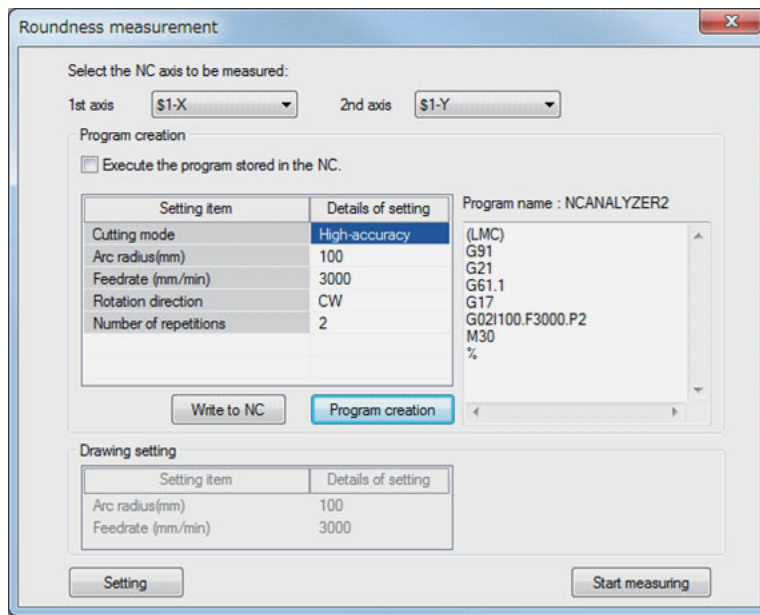 Roundness measurement
Select the NC axis to be measured:
1st axis $1-X 2nd axis $1-Y
Program creation
Execute the program stored in the NC.
Setting item Details of setting
Cutting mode High-accuracy
Arc radius(mm) 100
Feedrate (mm/min) 3000
Rotation direction CW
Number of repetitions 2
Write to NC Program creation
Program name : NCANALYZER2
(LMC)
G91
G21
G61.1
G17
G02I100.F3000.P2
M30
%
Drawing setting
Setting item Details of setting
Arc radius(mm) 100
Feedrate (mm/min) 3000
Setting Start measuring